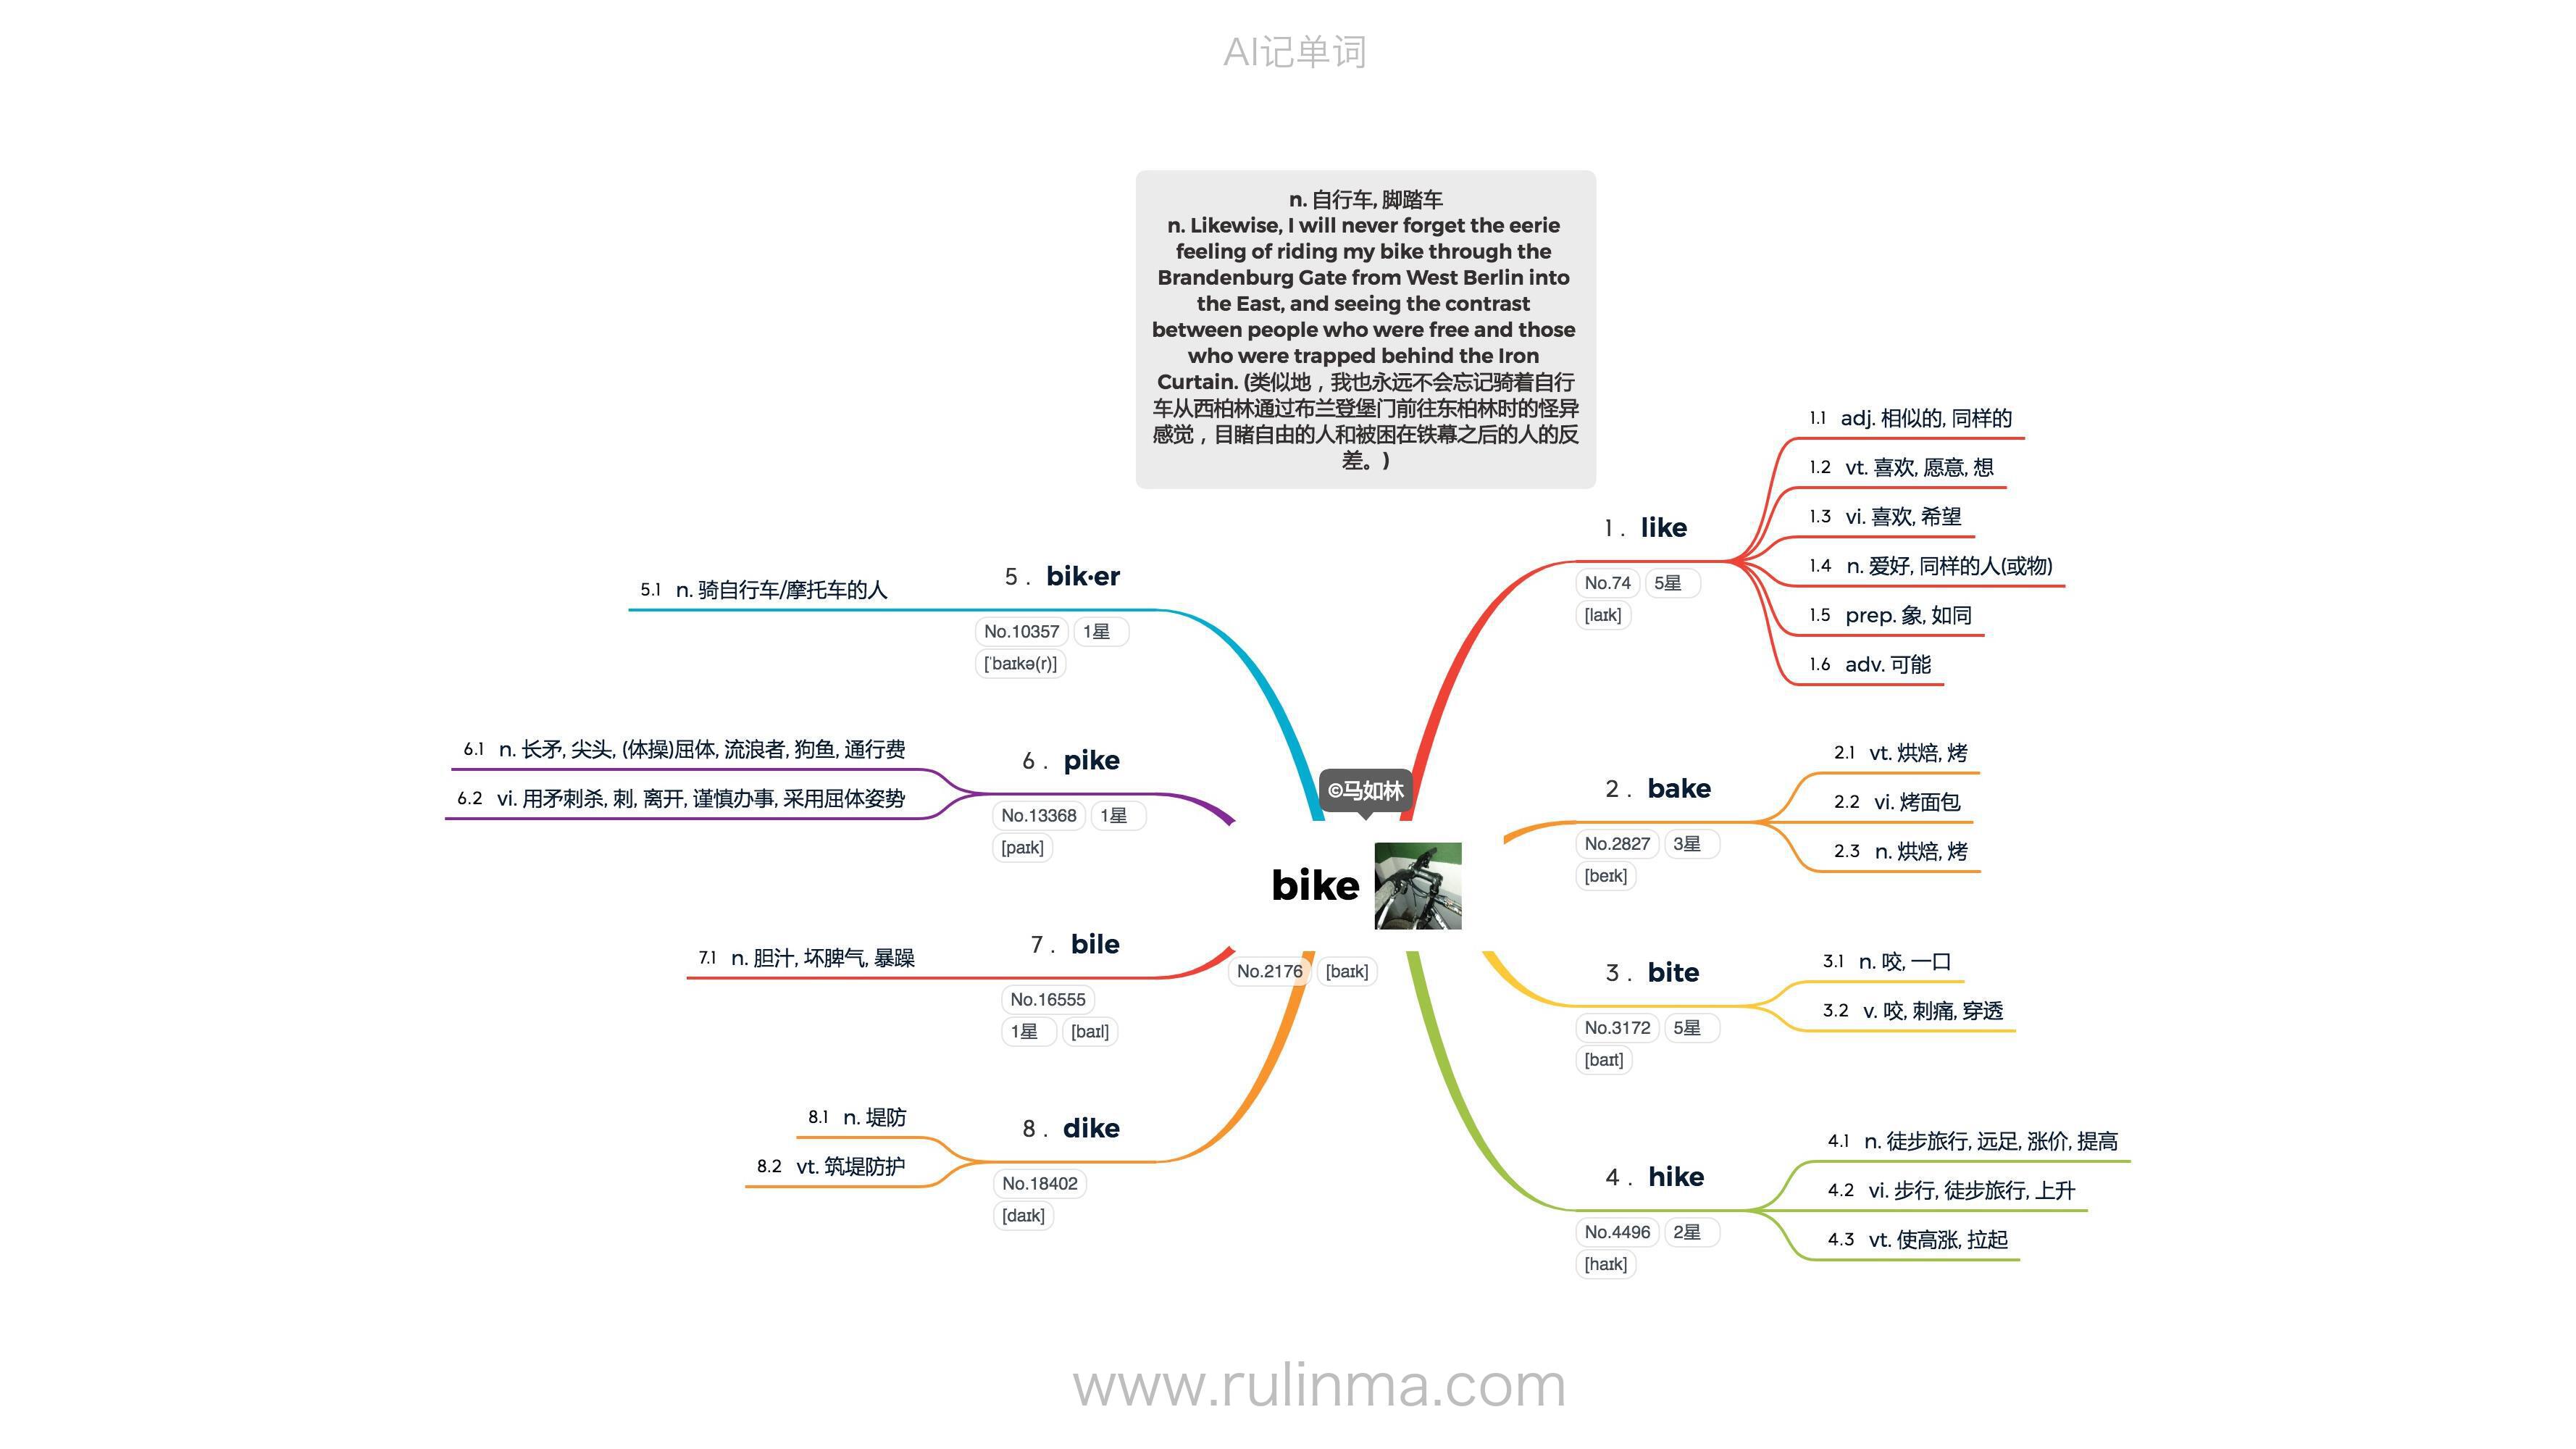 AI记单词
n. 自行车, 脚踏车
n. Likewise, I will never forget the eerie
feeling of riding my bike through the
Brandenburg Gate from West Berlin into
the East, and seeing the contrast
between people who were free and those
who were trapped behind the Iron
Curtain. (类似地，我也永远不会忘记骑着自行
车从西柏林通过布兰登堡门前往东柏林时的怪异
感觉，目睹自由的人和被困在铁幕之后的人的反
差。)
©马如林
bike
No.2176 [baɪk]
1. like
No.74 5星
[laɪk]
1.1 adj. 相似的, 同样的
1.2 vt. 喜欢, 愿意, 想
1.3 vi. 喜欢, 希望
1.4 n. 爱好, 同样的人(或物)
1.5 prep. 象, 如同
1.6 adv. 可能
2. bake
No.2827 3星
[beɪk]
2.1 vt. 烘焙, 烤
2.2 vi. 烤面包
2.3 n. 烘焙, 烤
3. bite
No.3172 5星
[baɪt]
3.1 n. 咬, 一口
3.2 v. 咬, 刺痛, 穿透
4. hike
No.4496 2星
[haɪk]
4.1 n. 徒步旅行, 远足, 涨价, 提高
4.2 vi. 步行, 徒步旅行, 上升
4.3 vt. 使高涨, 拉起
5. bik·er
No.10357 1星
[ˈbaɪkə(r)]
5.1 n. 骑自行车/摩托车的人
6. pike
No.13368 1星
[paɪk]
6.1 n. 长矛, 尖头, (体操)屈体, 流浪者, 狗鱼, 通行费
6.2 vi. 用矛刺杀, 刺, 离开, 谨慎办事, 采用屈体姿势
7. bile
No.16555
1星 [baɪl]
7.1 n. 胆汁, 坏脾气, 暴躁
8. dike
No.18402
[daɪk]
8.1 n. 堤防
8.2 vt. 筑堤防护
www.rulinma.com